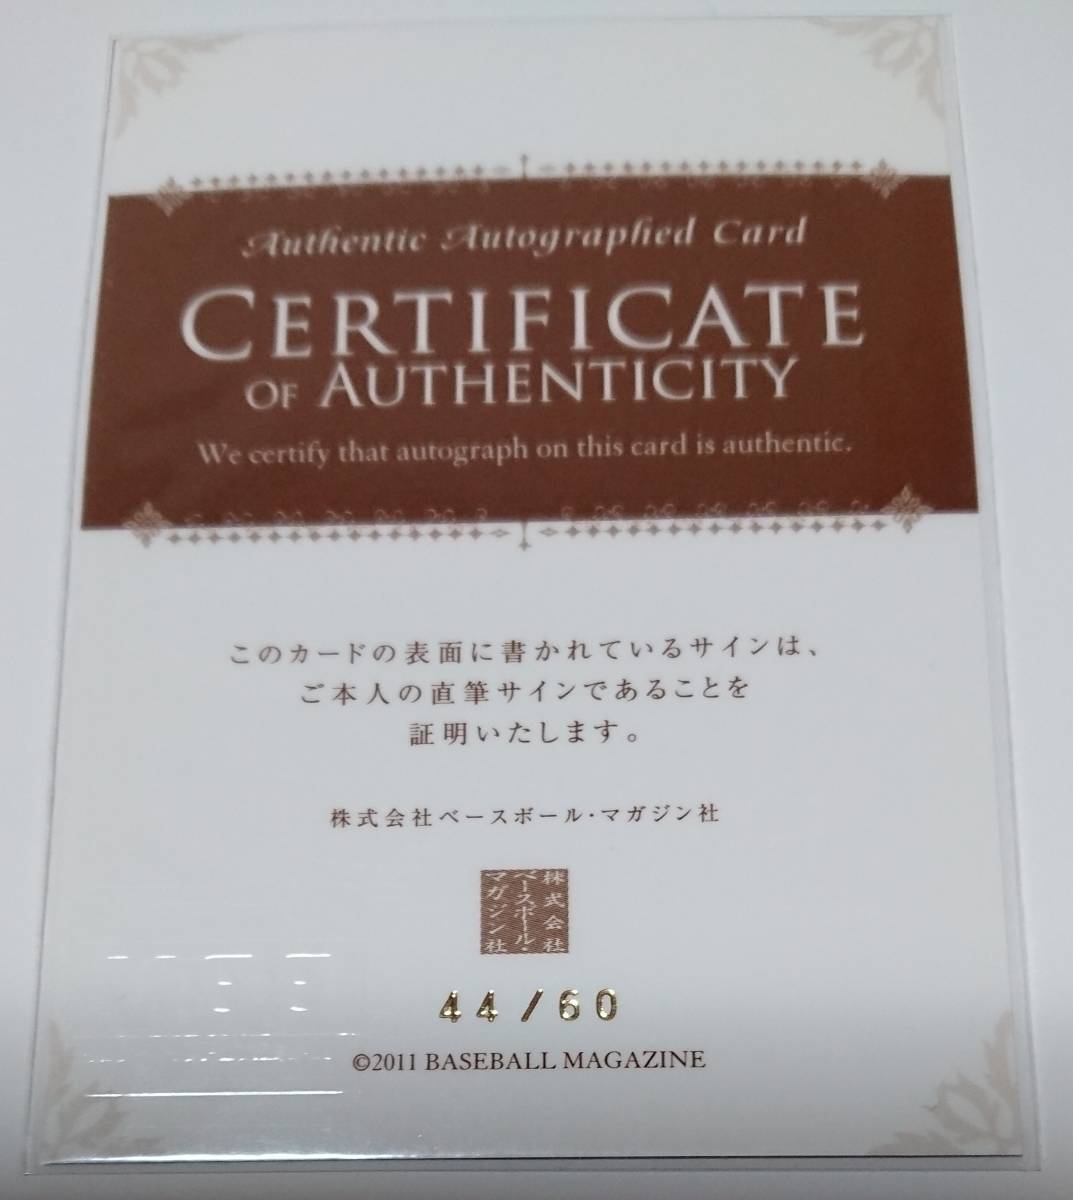 Authentic Autographed Card
CERTIFICATE
OF AUTHENTICITY
We certify that autograph on this card is authentic.
このカードの表面に書かれているサインは、
ご本人の直筆サインであることを
証明いたします。
株式会社ベースボール・マガジン社
株式会社
ベースボール・
マガジン社
44/60
©2011 BASEBALL MAGAZINE